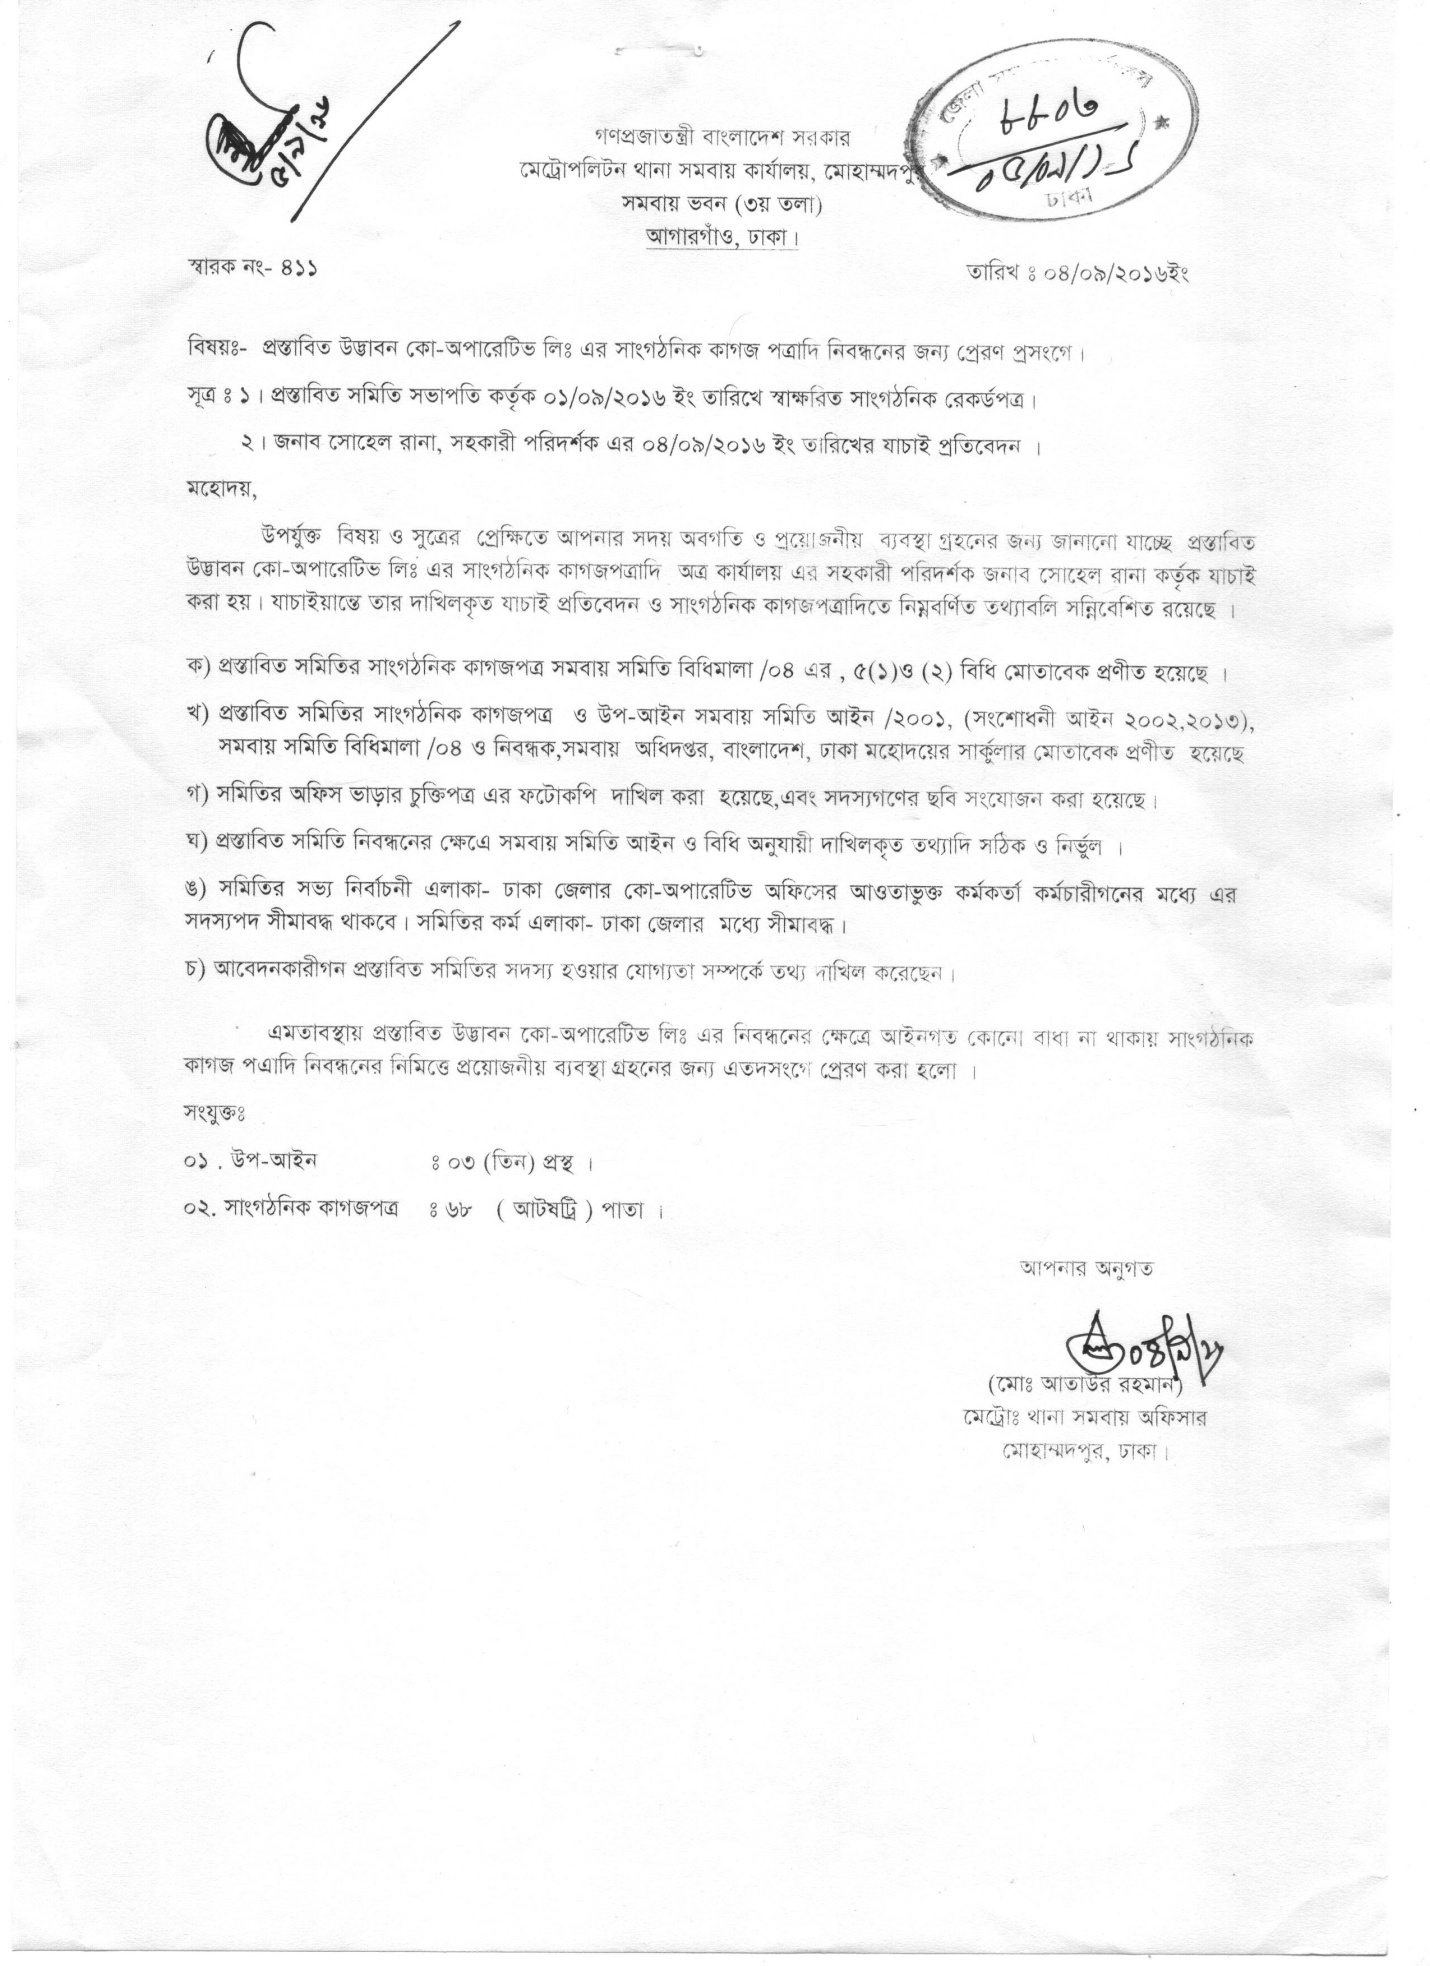 ৫/৯/১৬
জেলা
৮৮০৩
০৫/০৯/১৬
ঢাকা
গণপ্রজাতন্ত্রী বাংলাদেশ সরকার
মেট্রোপলিটন থানা সমবায় কার্যালয়, মোহাম্মদপুর
সমবায় ভবন (৩য় তলা)
আগারগাঁও, ঢাকা।
স্বারক নং- ৪১১
তারিখ ঃ ০৪/০৯/২০১৬ইং
বিষয়ঃ- প্রস্তাবিত উদ্ভাবন কো-অপারেটিভ লিঃ এর সাংগঠনিক কাগজ পত্রাদি নিবন্ধনের জন্য প্রেরণ প্রসংগে।
সূত্র ঃ ১। প্রস্তাবিত সমিতি সভাপতি কর্তৃক ০১/০৯/২০১৬ ইং তারিখে স্বাক্ষরিত সাংগঠনিক রেকর্ডপত্র।
২। জনাব সোহেল রানা, সহকারী পরিদর্শক এর ০৪/০৯/২০১৬ ইং তারিখের যাচাই প্রতিবেদন ।
মহোদয়,
উপর্যুক্ত বিষয় ও সুত্রের প্রেক্ষিতে আপনার সদয় অবগতি ও প্রয়োজনীয় ব্যবস্থা গ্রহনের জন্য জানানো যাচ্ছে প্রস্তাবিত
উদ্ভাবন কো-অপারেটিভ লিঃ এর সাংগঠনিক কাগজপত্রাদি অত্র কার্যালয় এর সহকারী পরিদর্শক জনাব সোহেল রানা কর্তৃক যাচাই
করা হয়। যাচাইয়ান্তে তার দাখিলকৃত যাচাই প্রতিবেদন ও সাংগঠনিক কাগজপত্রাদিতে নিম্নবর্ণিত তথ্যাবলি সন্নিবেশিত রয়েছে ।
ক) প্রস্তাবিত সমিতির সাংগঠনিক কাগজপত্র সমবায় সমিতি বিধিমালা /০৪ এর , ৫(১)ও (২) বিধি মোতাবেক প্রণীত হয়েছে ।
খ) প্রস্তাবিত সমিতির সাংগঠনিক কাগজপত্র ও উপ-আইন সমবায় সমিতি আইন /২০০১, (সংশোধনী আইন ২০০২,২০১৩),
সমবায় সমিতি বিধিমালা /০৪ ও নিবন্ধক,সমবায় অধিদপ্তর, বাংলাদেশ, ঢাকা মহোদয়ের সার্কুলার মোতাবেক প্রণীত হয়েছে
গ) সমিতির অফিস ভাড়ার চুক্তিপত্র এর ফটোকপি দাখিল করা হয়েছে,এবং সদস্যগণের ছবি সংযোজন করা হয়েছে।
ঘ) প্রস্তাবিত সমিতি নিবন্ধনের ক্ষেএে সমবায় সমিতি আইন ও বিধি অনুযায়ী দাখিলকৃত তথ্যাদি সঠিক ও নির্ভুল ।
ঙ) সমিতির সভ্য নির্বাচনী এলাকা- ঢাকা জেলার কো-অপারেটিভ অফিসের আওতাভুক্ত কর্মকর্তা কর্মচারীগনের মধ্যে এর
সদস্যপদ সীমাবদ্ধ থাকবে। সমিতির কর্ম এলাকা- ঢাকা জেলার মধ্যে সীমাবদ্ধ।
চ) আবেদনকারীগন প্রস্তাবিত সমিতির সদস্য হওয়ার যোগ্যতা সম্পর্কে তথ্য দাখিল করেছেন।
এমতাবস্থায় প্রস্তাবিত উদ্ভাবন কো-অপারেটিভ লিঃ এর নিবন্ধনের ক্ষেত্রে আইনগত কোনো বাধা না থাকায় সাংগঠনিক
কাগজ পএাদি নিবন্ধনের নিমিত্তে প্রয়োজনীয় ব্যবস্থা গ্রহনের জন্য এতদসংগে প্রেরণ করা হলো ।
সংযুক্তঃ
০১ . উপ-আইন ঃ ০৩ (তিন) প্রস্থ ।
০২. সাংগঠনিক কাগজপত্র ঃ ৬৮ ( আটষট্রি ) পাতা ।
আপনার অনুগত
০৪/৯/১৬
(মোঃ আতাউর রহমান)
মেট্রোঃ থানা সমবায় অফিসার
মোহাম্মদপুর, ঢাকা।